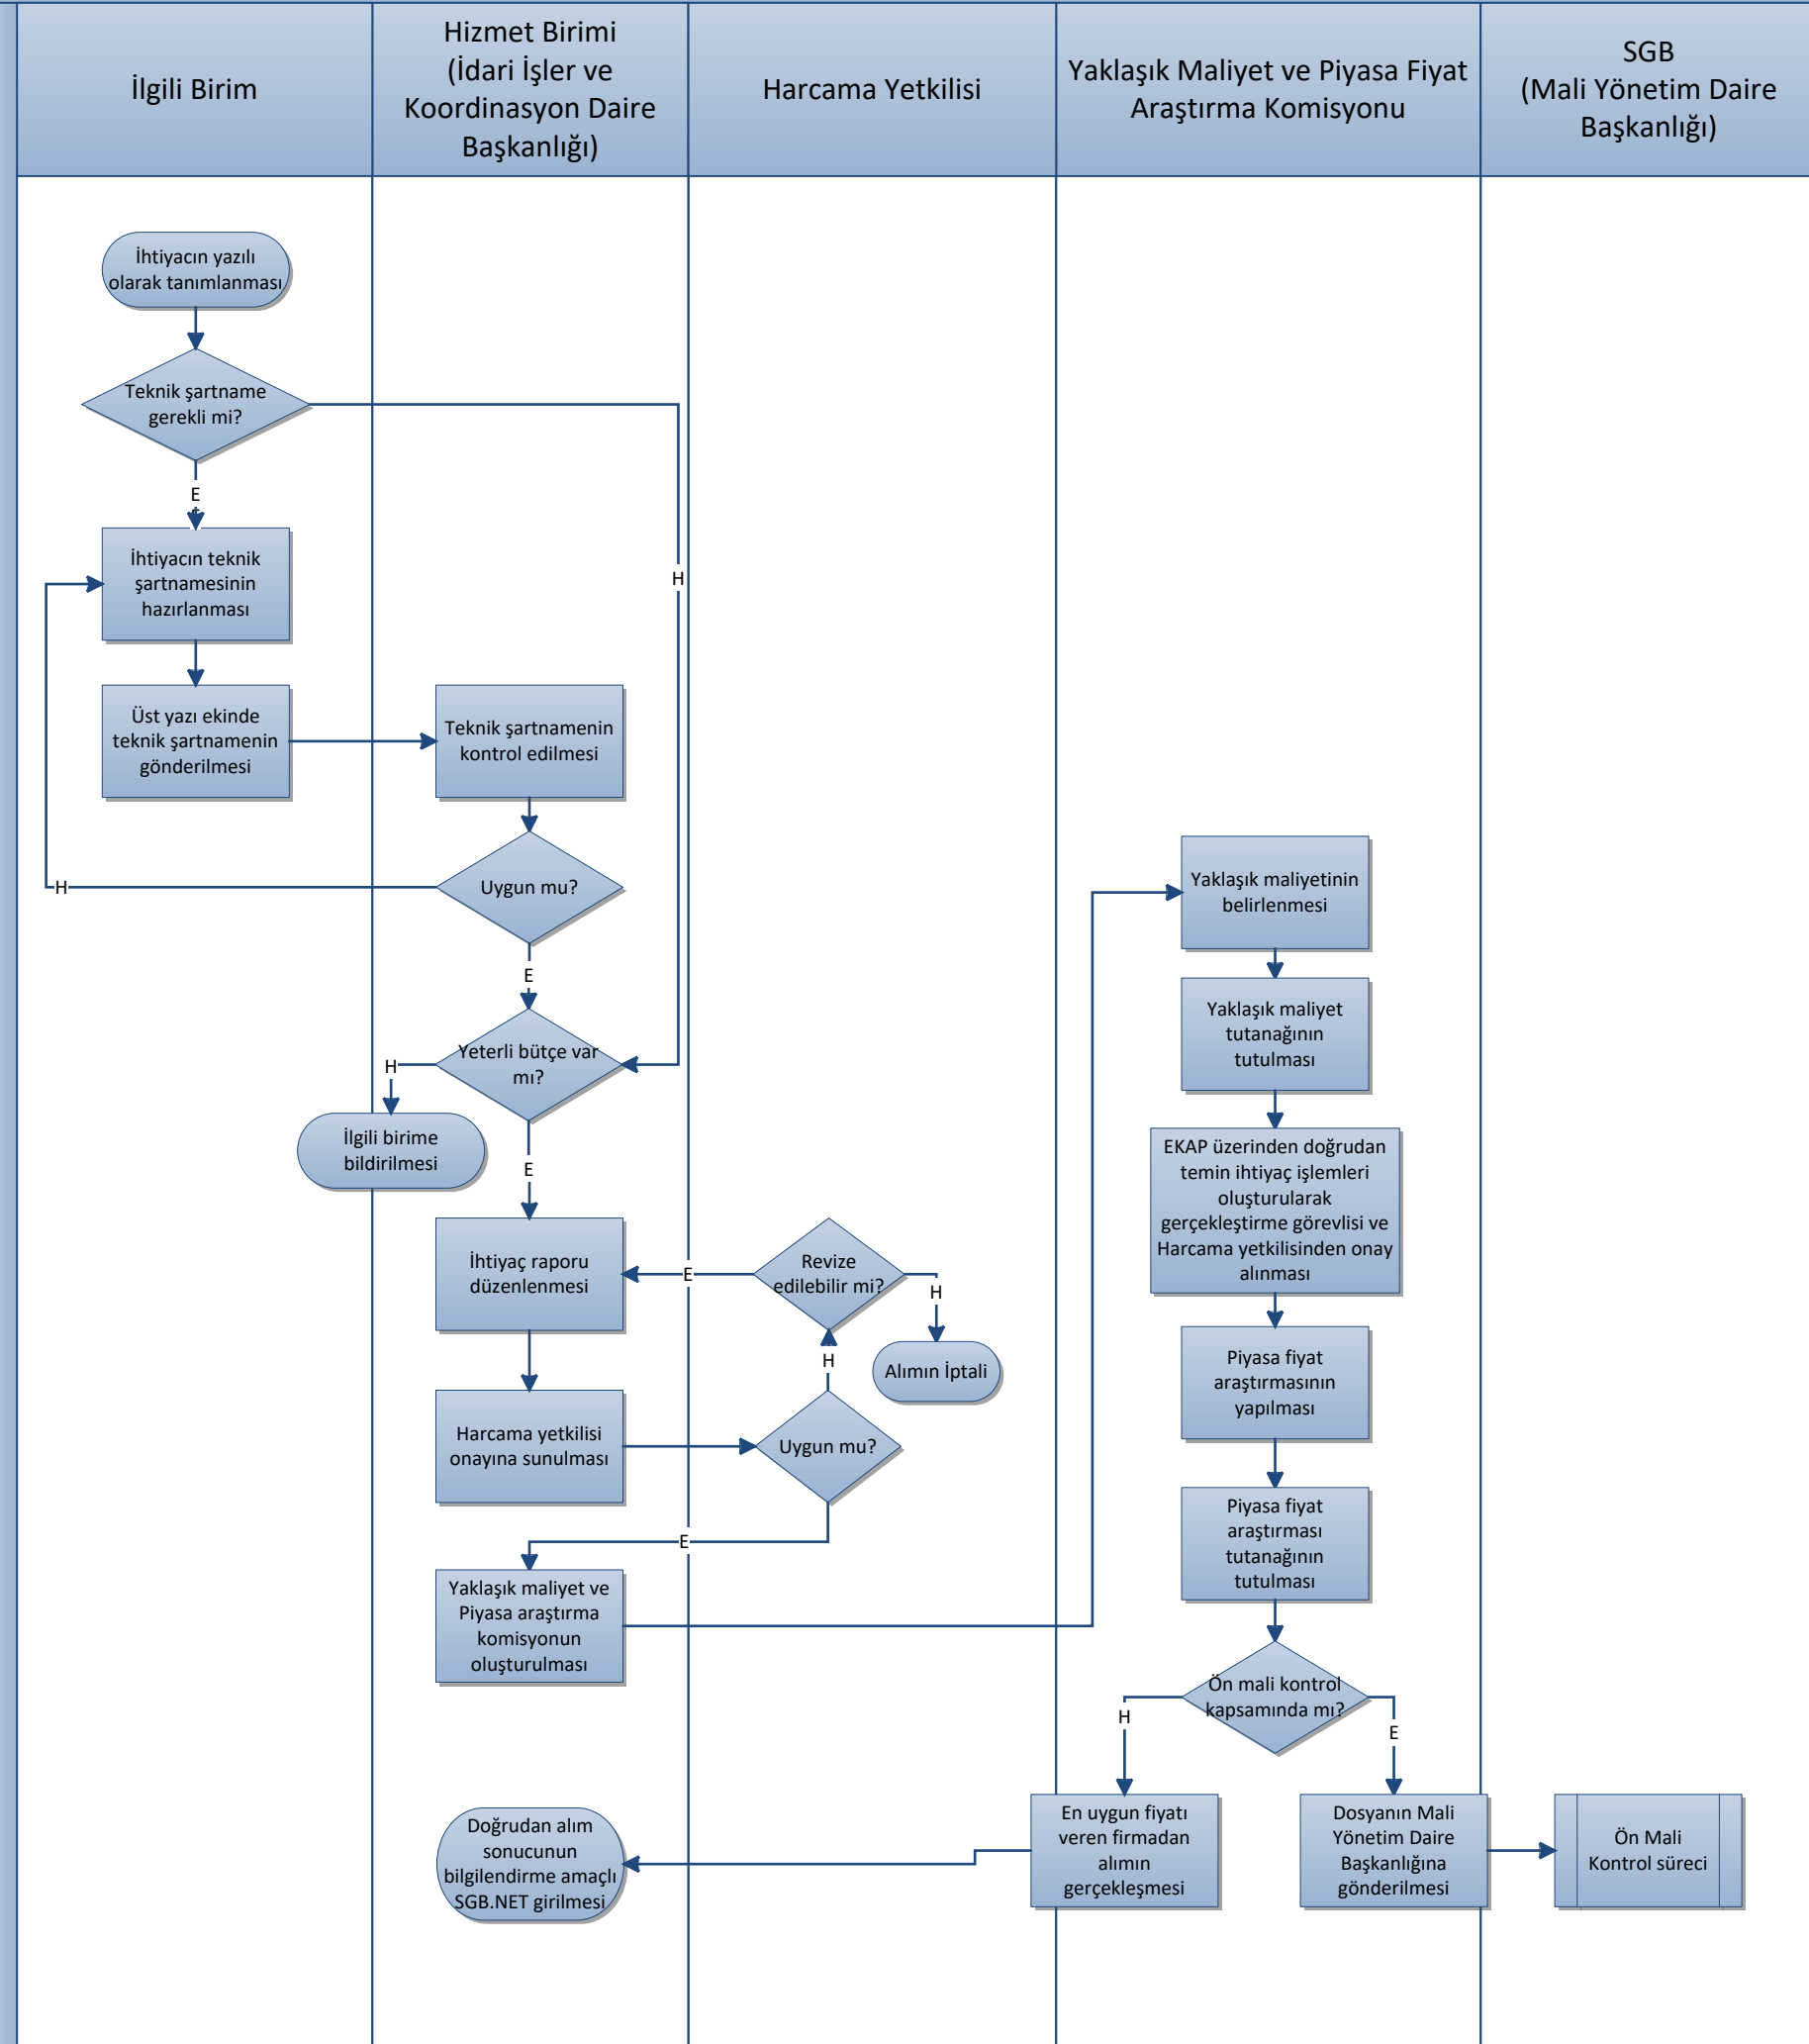 İlgili Birim
Hizmet Birimi
(İdari İşler ve
Koordinasyon Daire
Başkanlığı)
Harcama Yetkilisi
Yaklaşık Maliyet ve Piyasa Fiyat
Araştırma Komisyonu
SGB
(Mali Yönetim Daire
Başkanlığı)
İhtiyacın yazılı
olarak tanımlanması
Teknik şartname
gerekli mi?
E
H
İhtiyacın teknik
şartnamesinin
hazırlanması
Üst yazı ekinde
teknik şartnamenin
gönderilmesi
Teknik şartnamenin
kontrol edilmesi
Uygun mu?
H
E
Yeterli bütçe var
mı?
H
İlgili birime
bildirilmesi
E
İhtiyaç raporu
düzenlenmesi
E
Revize
edilebilir mi?
H
Alımın İptali
H
Harcama yetkilisi
onayına sunulması
Uygun mu?
E
Yaklaşık maliyet ve
Piyasa araştırma
komisyonun
oluşturulması
Yaklaşık maliyetinin
belirlenmesi
Yaklaşık maliyet
tutanağının
tutulması
EKAP üzerinden doğrudan
temin ihtiyaç işlemleri
oluşturularak
gerçekleştirme görevlisi ve
Harcama yetkilisinden onay
alınması
Piyasa fiyat
araştırmasının
yapılması
Piyasa fiyat
araştırması
tutanağının
tutulması
Ön mali kontrol
kapsamında mı?
H
E
En uygun fiyatı
veren firmadan
alımın
gerçekleşmesi
Dosyanın Mali
Yönetim Daire
Başkanlığına
gönderilmesi
Ön Mali
Kontrol süreci
Doğrudan alım
sonucunun
bilgilendirme amaçlı
SGB.NET girilmesi